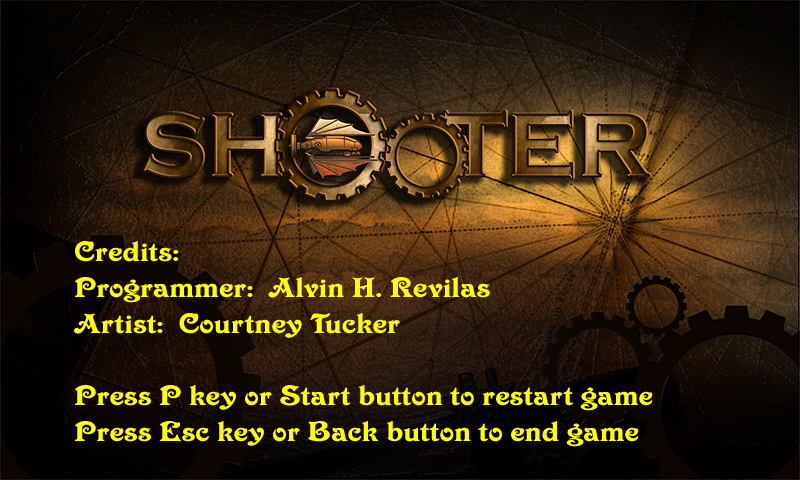 SHOOTER
Credits:
Programmer:  Alvin H. Revilas
Artist:  Courtney Tucker
Press P key or Start button to restart game
Press Esc key or Back button to end game